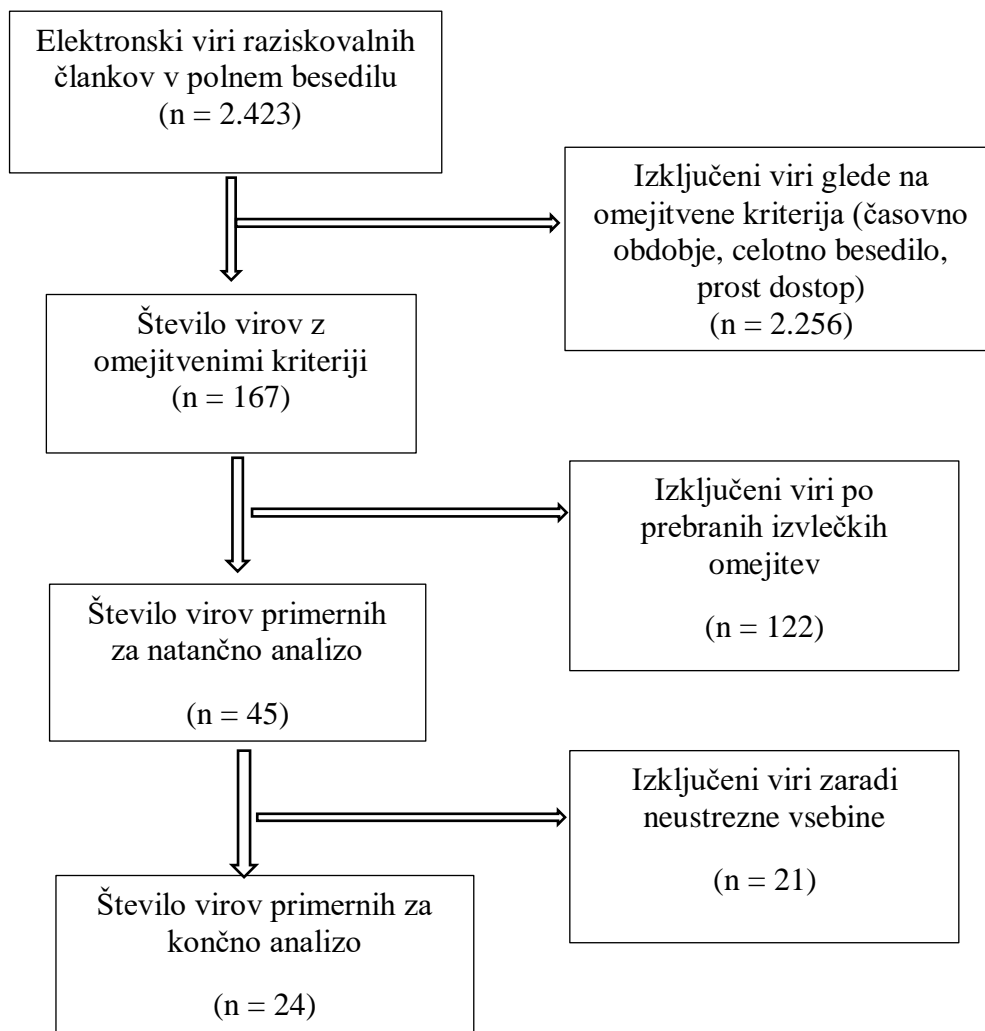 Elektronski viri raziskovalnih
člankov v polnem besedilu
(n = 2.423)
Izključeni viri glede na
omejitvene kriterija (časovno
obdobje, celotno besedilo,
prost dostop)
(n = 2.256)
Število virov z
omejitvenimi kriteriji
(n = 167)
Izključeni viri po
prebranih izvlečkih
omejitev
(n = 122)
Število virov primernih
za natančno analizo
(n = 45)
Izključeni viri zaradi
neustrezne vsebine
(n = 21)
Število virov primernih za
končno analizo
(n = 24)